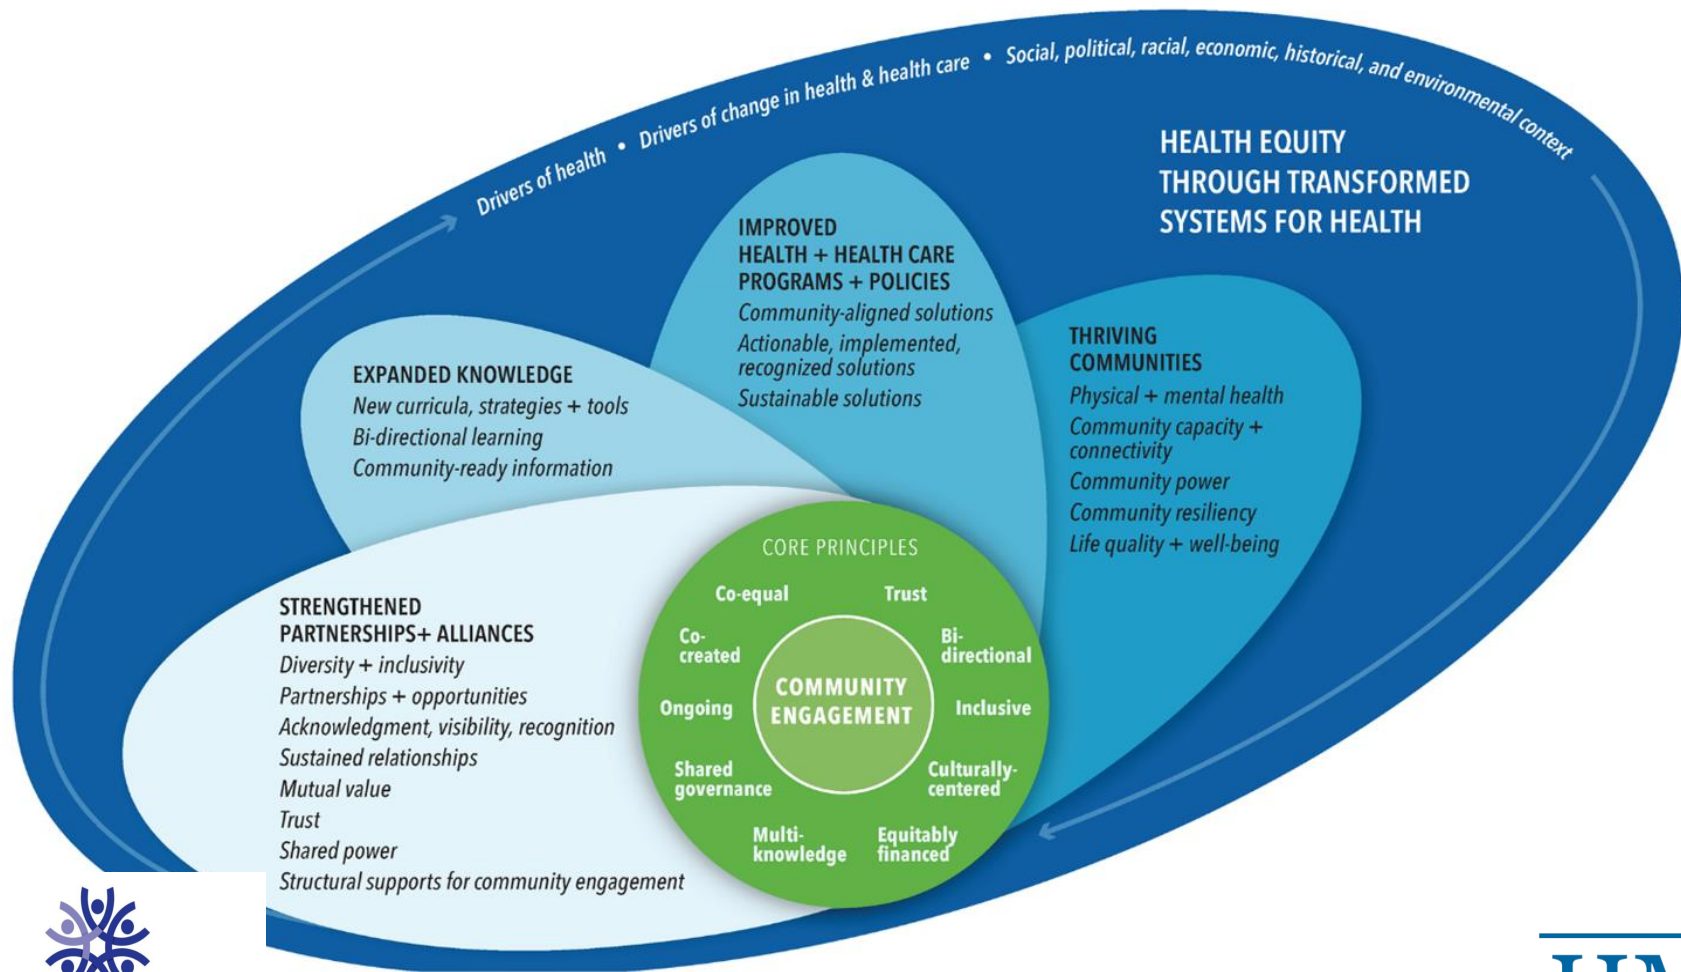 Drivers of health • Drivers of change in health & health care • Social, political, racial, economic, historical, and environmental context
HEALTH EQUITY
THROUGH TRANSFORMED
SYSTEMS FOR HEALTH
IMPROVED
HEALTH + HEALTH CARE
PROGRAMS + POLICIES
Community-aligned solutions
Actionable, implemented,
recognized solutions
Sustainable solutions
THRIVING
COMMUNITIES
Physical + mental health
Community capacity +
connectivity
Community power
Community resiliency
Life quality + well-being
EXPANDED KNOWLEDGE
New curricula, strategies + tools
Bi-directional learning
Community-ready information
STRENGTHENED
PARTNERSHIPS+ ALLIANCES
Diversity + inclusivity
Partnerships + opportunities
Acknowledgment, visibility, recognition
Sustained relationships
Mutual value
Trust
Shared power
Structural supports for community engagement
CORE PRINCIPLES
Co-equal
Trust
Co-
created
Bi-
directional
Ongoing
Inclusive
Shared
governance
Culturally-
centered
Multi-
knowledge
Equitably
financed
COMMUNITY
ENGAGEMENT